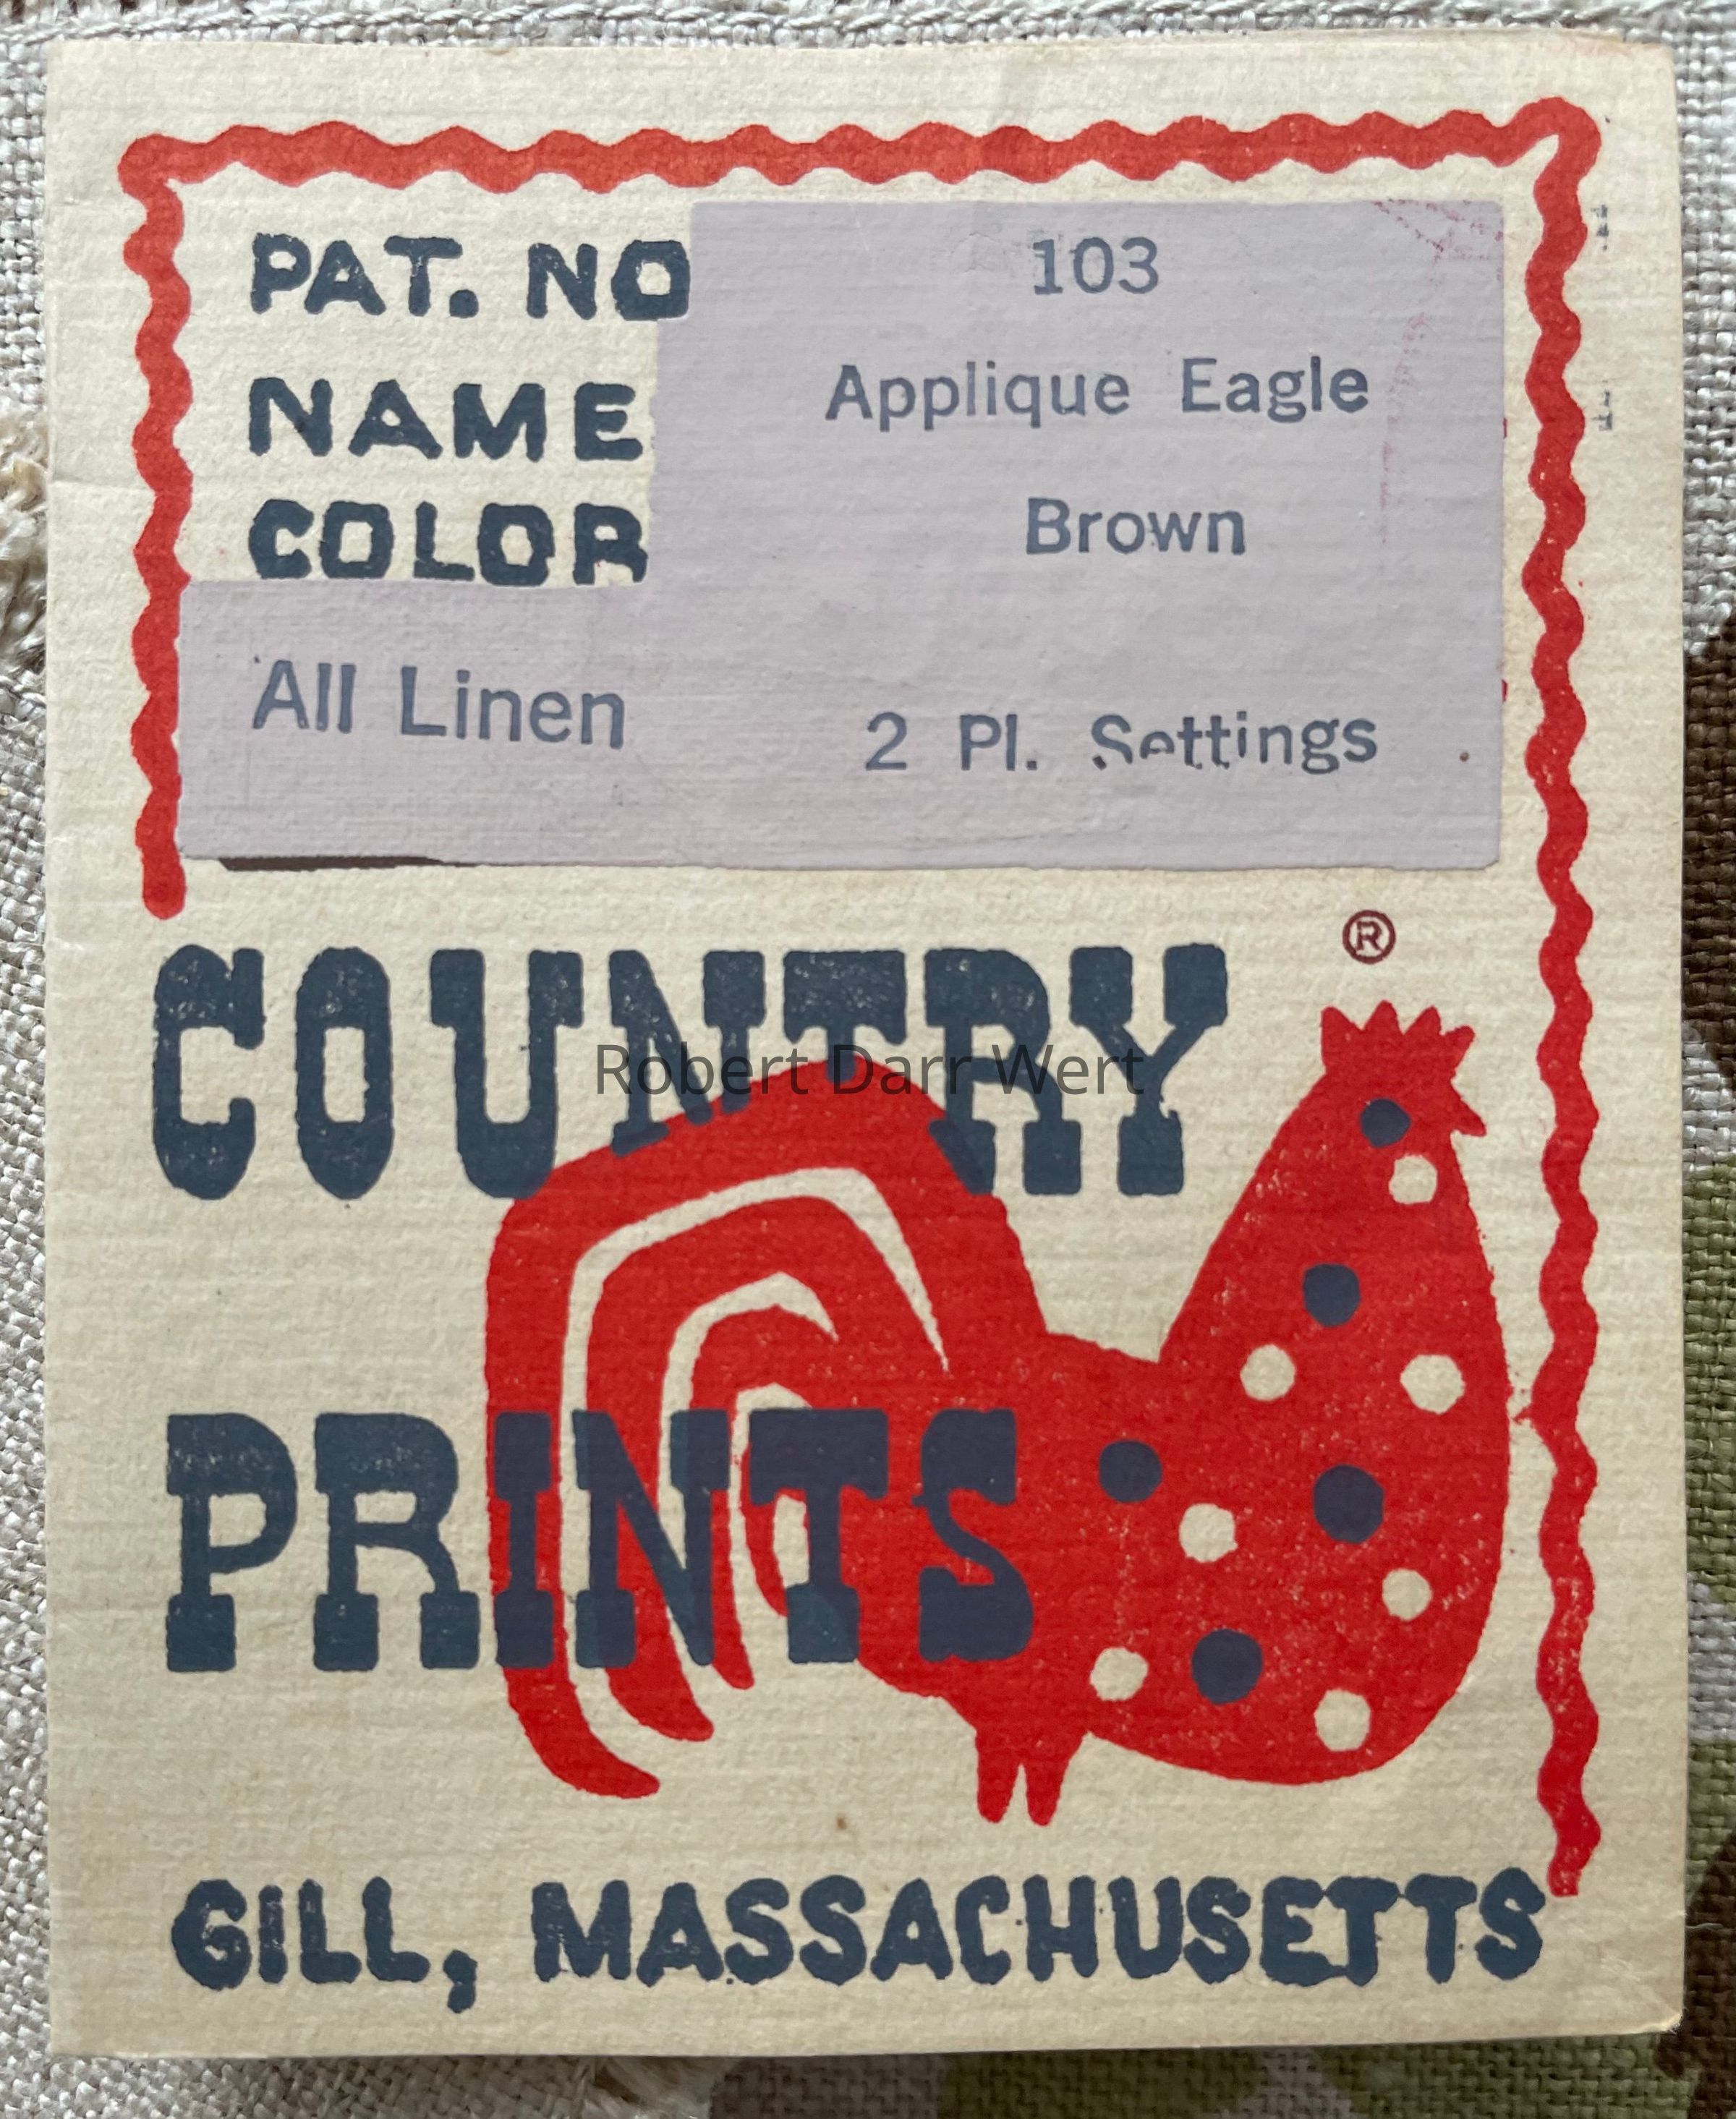 PAT. NO 103
NAME Applique Eagle
COLOR Brown
All Linen 2 Pl. Settings
®
COUNTRY
Robert Darr Wert
PRINTS
GILL, MASSACHUSETTS